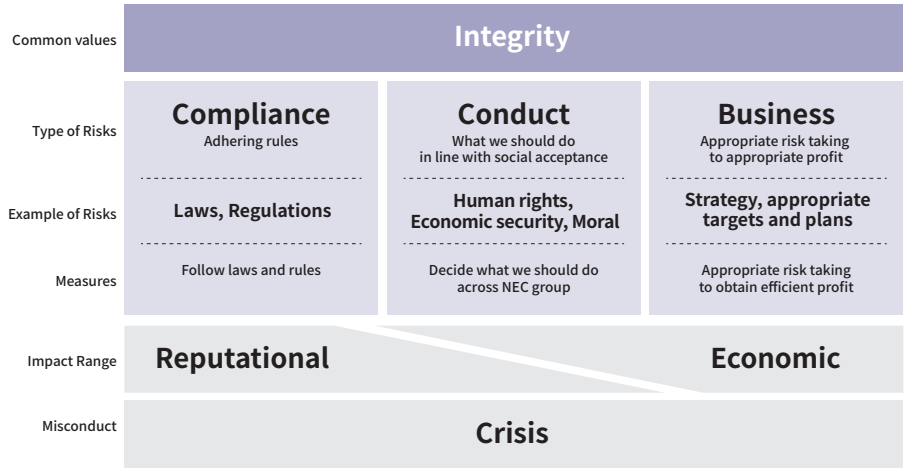 Common values
Integrity
Type of Risks
Compliance
Adhering rules
Conduct
What we should do
in line with social acceptance
Business
Appropriate risk taking
to appropriate profit
Example of Risks
Laws, Regulations
Human rights,
Economic security, Moral
Strategy, appropriate
targets and plans
Measures
Follow laws and rules
Decide what we should do
across NEC group
Appropriate risk taking
to obtain efficient profit
Impact Range
Reputational
Economic
Misconduct
Crisis